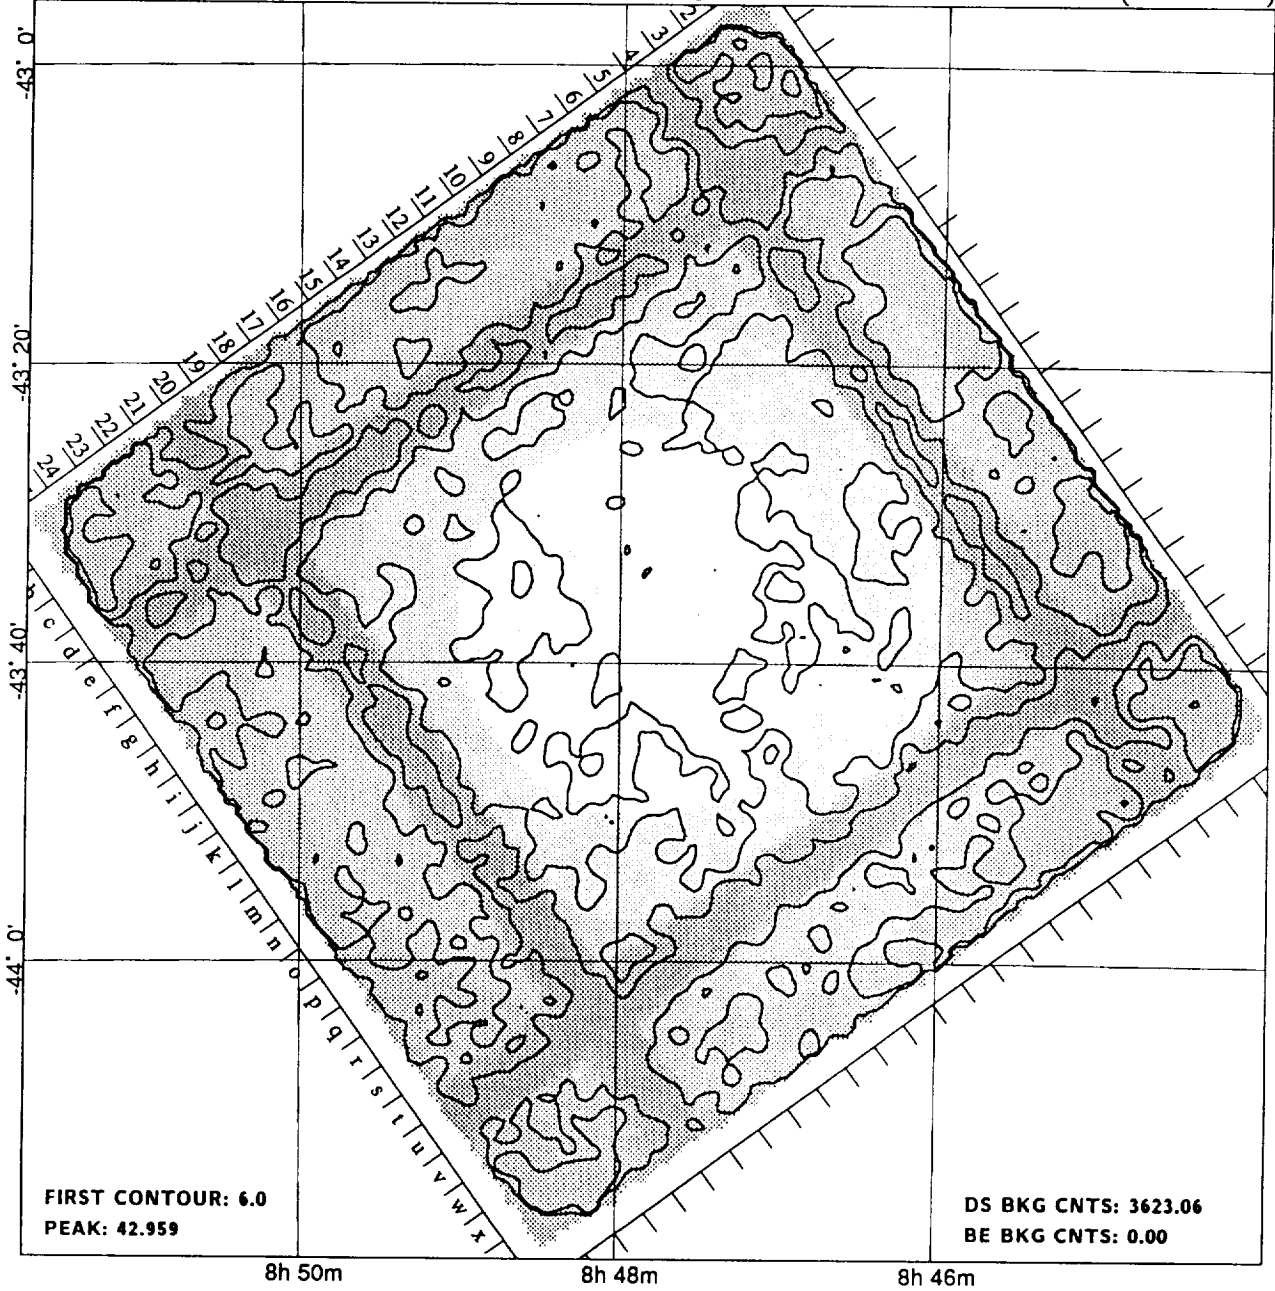 2
3
4
5
6
7
8
9
10
11
12
13
14
15
16
17
18
19
20
21
22
23
24
-43° 0'
-43° 20'
-43° 40'
-44° 0'
c
d
e
f
g
h
i
j
k
l
m
n
o
p
q
r
s
t
u
v
w
x
FIRST CONTOUR: 6.0
PEAK: 42.959
DS BKG CNTS: 3623.06
BE BKG CNTS: 0.00
8h 50m
8h 48m
8h 46m